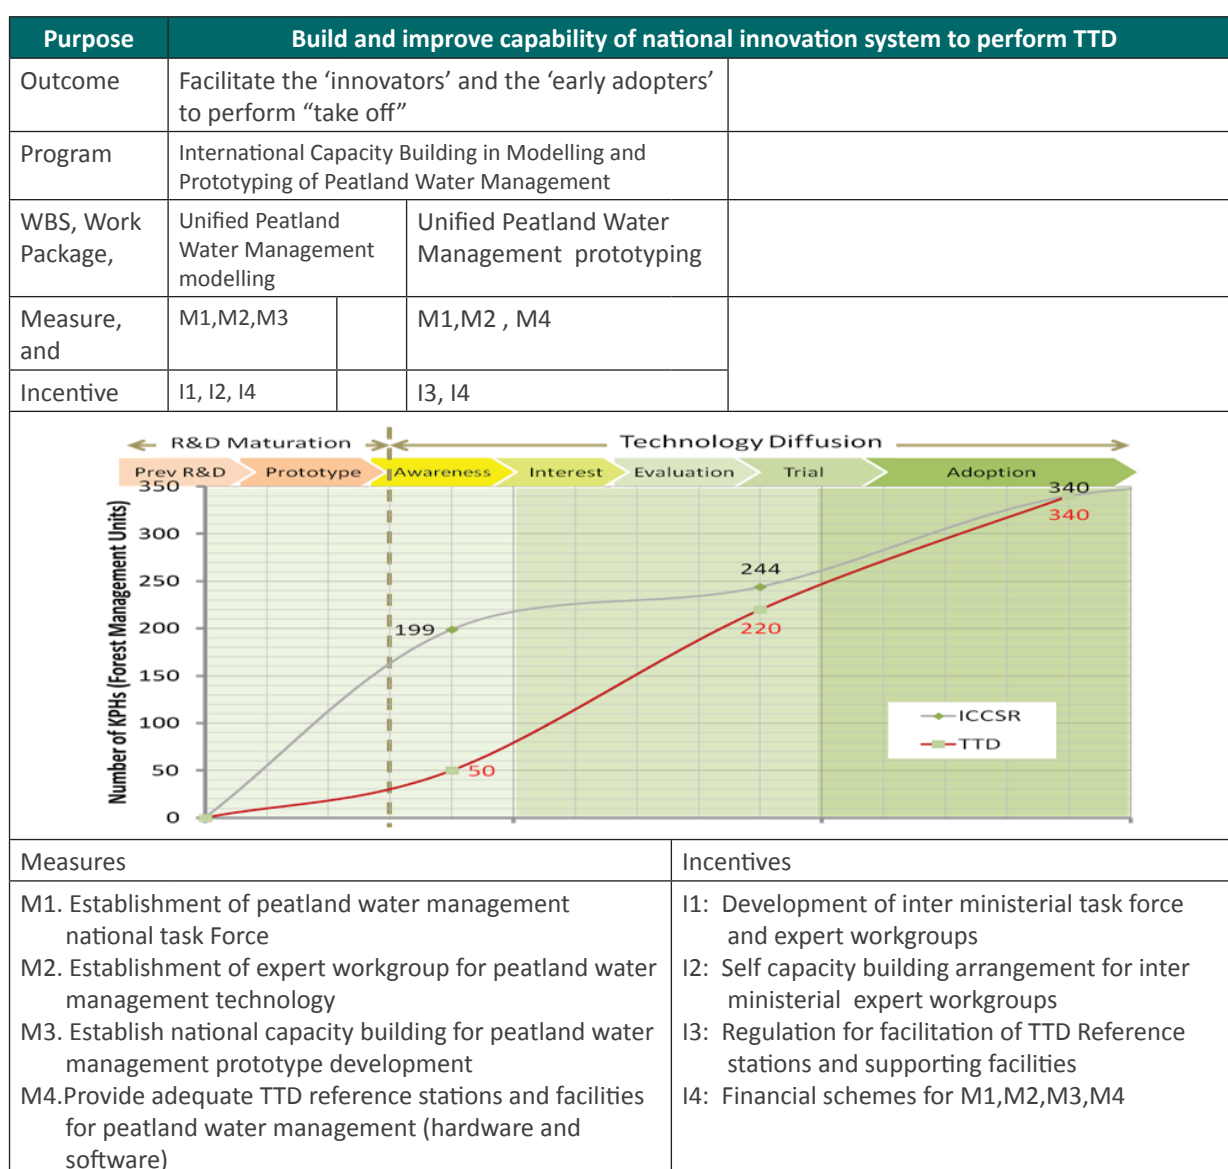 Purpose
Build and improve capability of national innovation system to perform TTD
Outcome
Facilitate the ‘innovators’ and the ‘early adopters’
to perform “take off”
Program
International Capacity Building in Modelling and
Prototyping of Peatland Water Management
WBS, Work
Package,
Unified Peatland
Water Management
modelling
Unified Peatland Water
Management prototyping
Measure,
and
M1,M2,M3
M1,M2 , M4
Incentive
I1, I2, I4
I3, I4
R&D Maturation
Technology Diffusion
Prev R&D
Prototype
Awareness
Interest
Evaluation
Trial
Adoption
Number of KPHs (Forest Management Units)
350
300
250
200
150
100
50
0
199
244
340
50
220
340
ICCSR
TTD
Measures
M1. Establishment of peatland water management
national task Force
M2. Establishment of expert workgroup for peatland water
management technology
M3. Establish national capacity building for peatland water
management prototype development
M4.Provide adequate TTD reference stations and facilities
for peatland water management (hardware and
software)
Incentives
I1: Development of inter ministerial task force
and expert workgroups
I2: Self capacity building arrangement for inter
ministerial expert workgroups
I3: Regulation for facilitation of TTD Reference
stations and supporting facilities
I4: Financial schemes for M1,M2,M3,M4